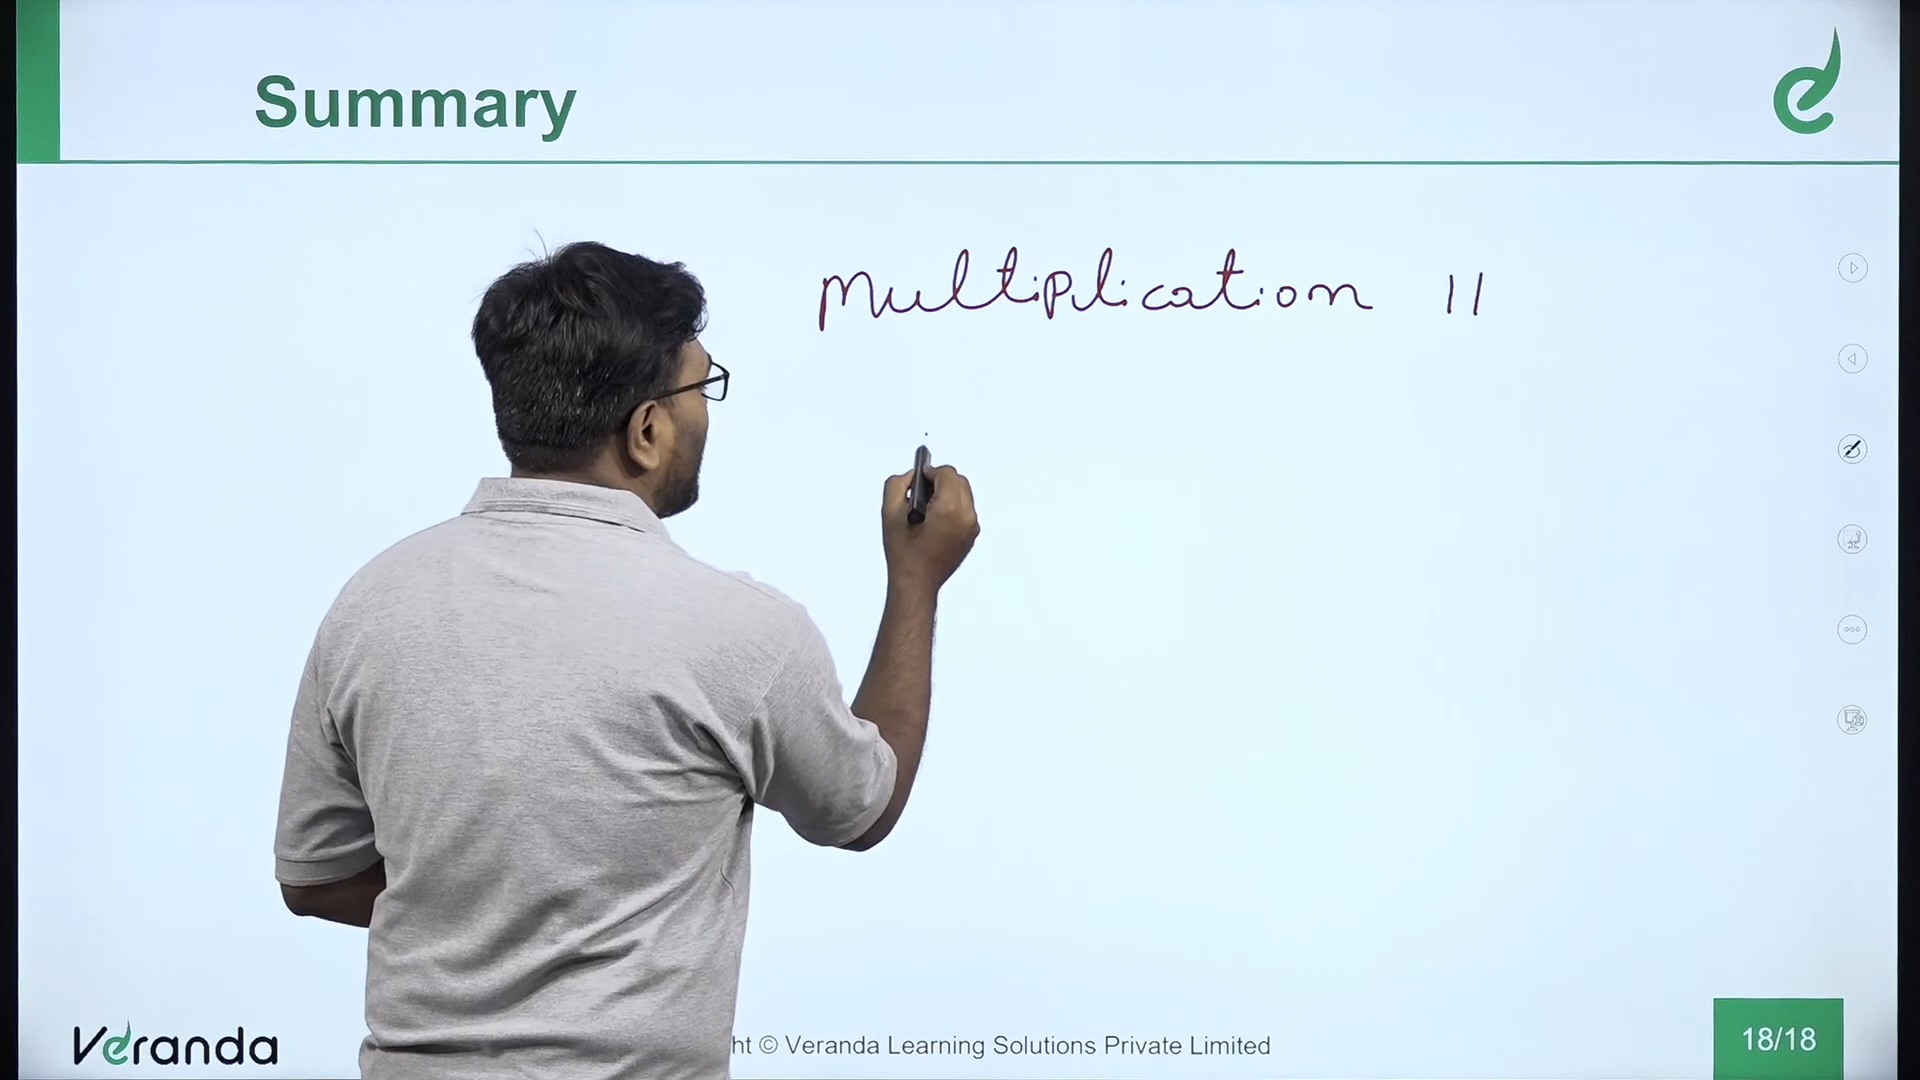 Summary
Multiplication 11
Veranda
ht © Veranda Learning Solutions Private Limited
18/18